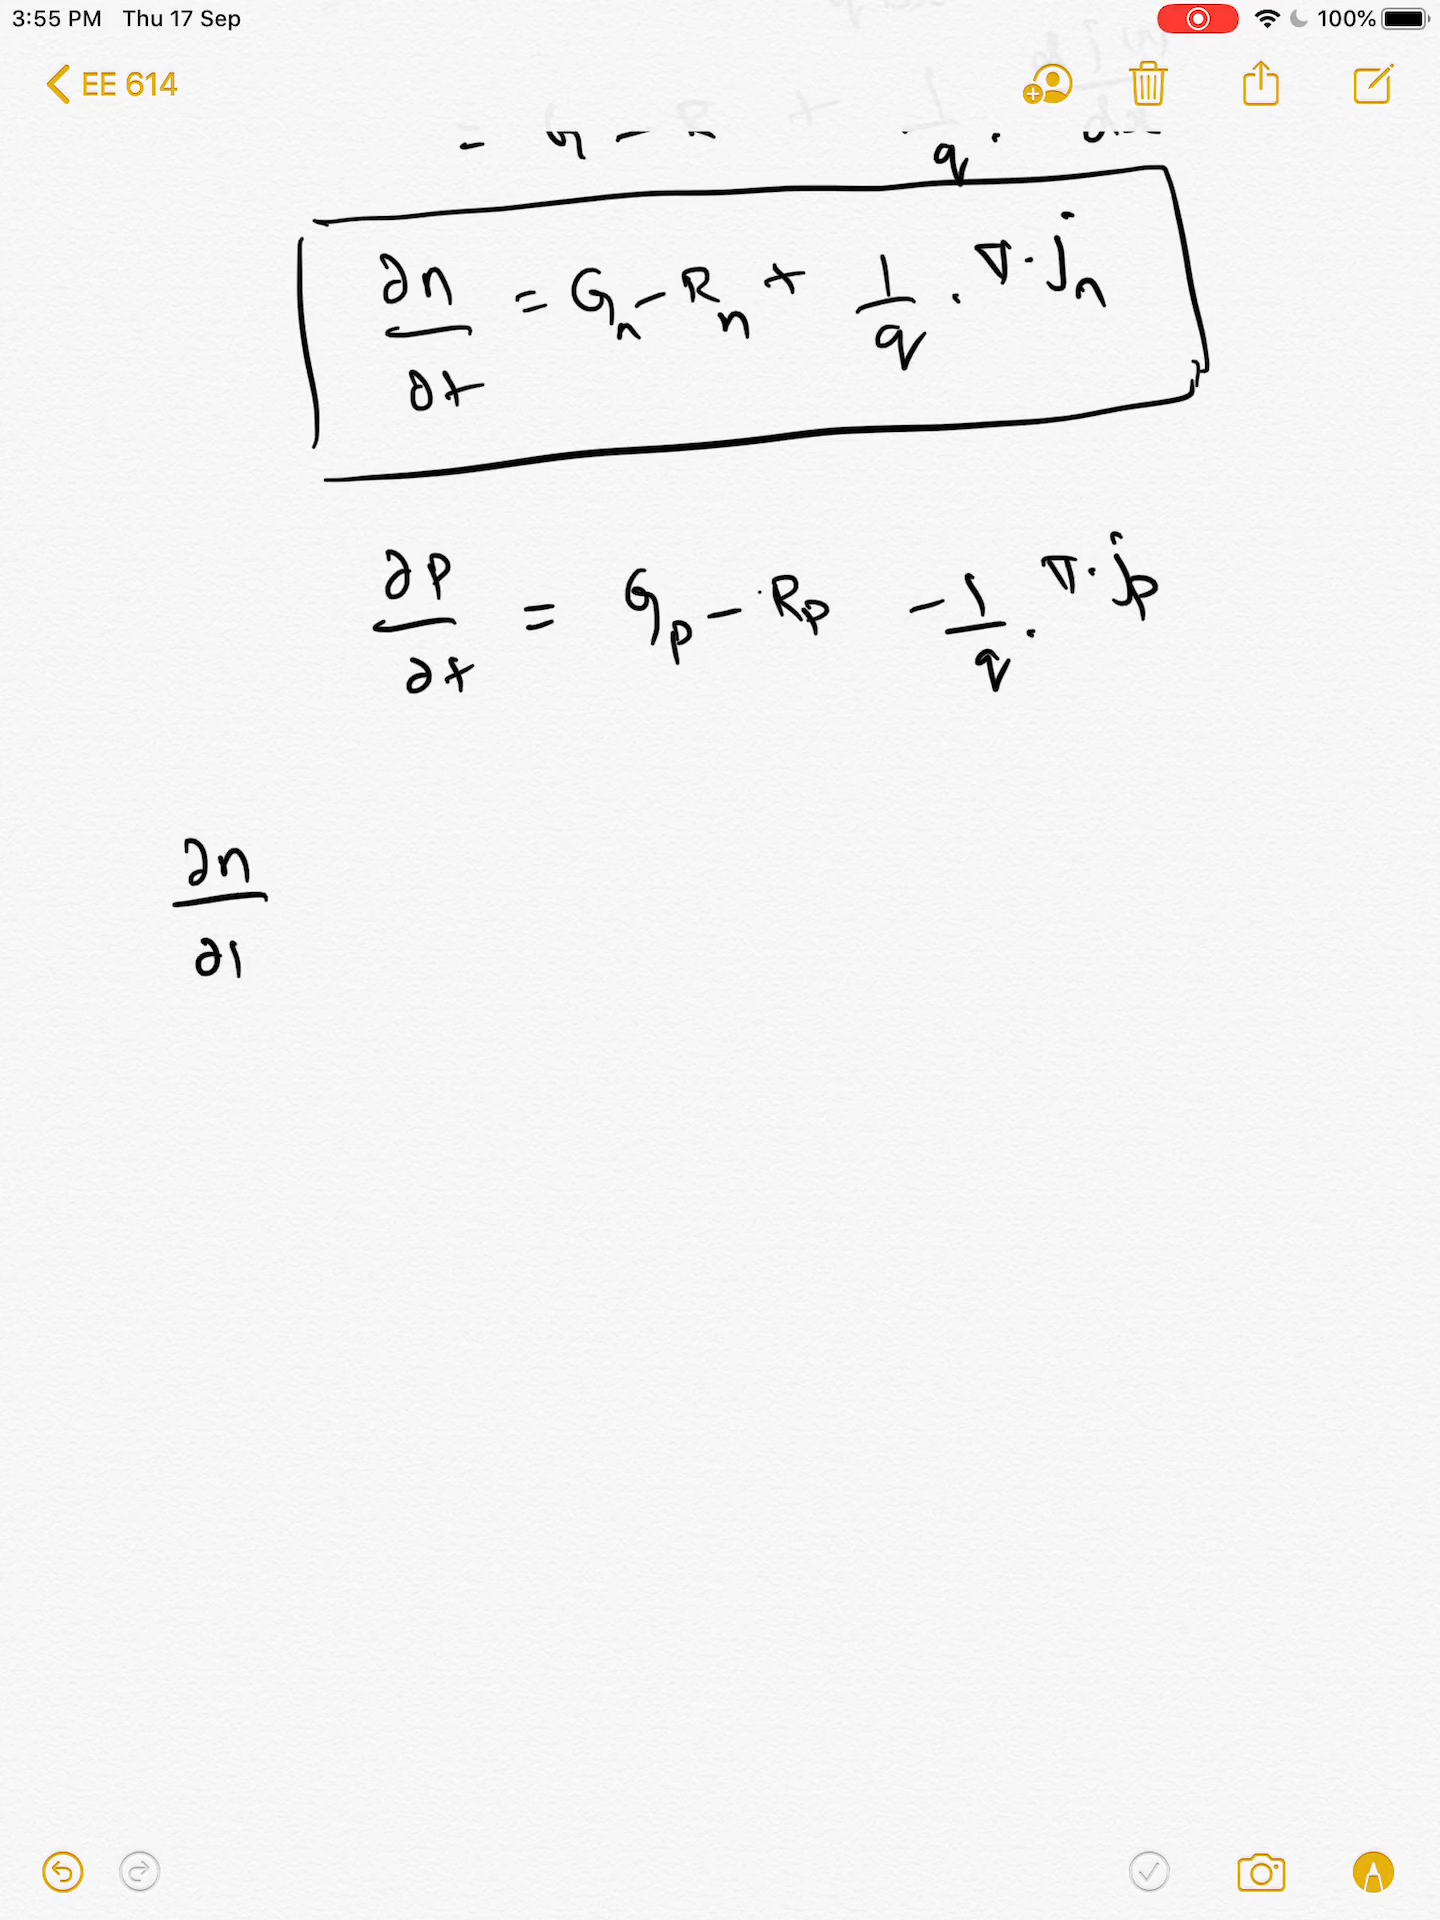 3:55 PM Thu 17 Sep 100%
EE 614
∂n/∂t = Gn - Rn + 1/q · ∇·jn
∂p/∂t = Gp - Rp - 1/q · ∇·jp
∂n
∂